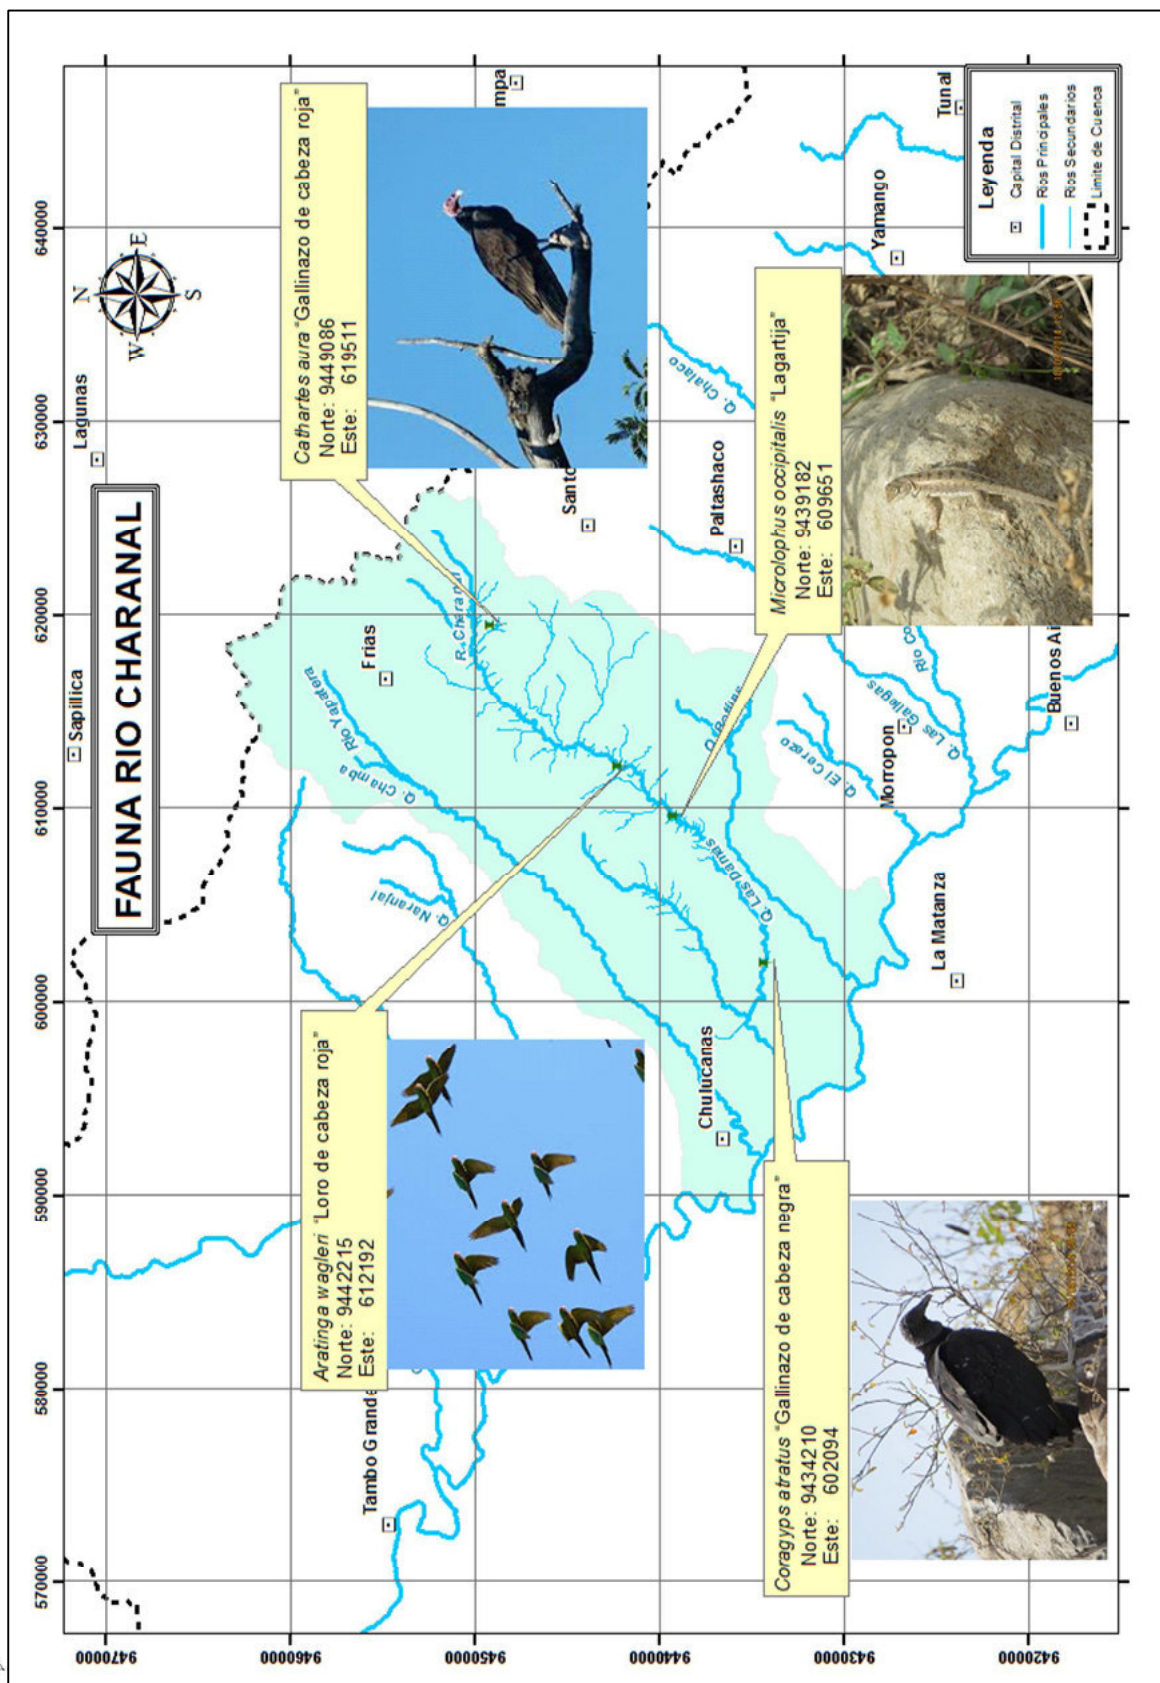 FAUNA RIO CHARANAL
570000
580000
590000
600000
610000
620000
630000
640000
9470000
9460000
9450000
9440000
9430000
9420000
N
W
E
S
Sapillica
Lagunas
Cathartes aura "Gallinazo de cabeza roja"
Norte: 9449086
Este: 619511
mpa
Aratinga wagleri "Loro de cabeza roja"
Norte: 9442215
Este: 612192
Tambo Grande
Frias
Rio Yapatera
Q. Chamba
Q. Naranjal
R. Charanal
Santo
Q. Chalaco
Paltashaco
Yamango
Tunal
Microlophus occipitalis "Lagartija"
Norte: 9439182
Este: 609651
Q. Las Damas
Chulucanas
La Matanza
Morropon
Q. El Cerezo
Q. Las Gallegas
Rio Co
Buenos Ai
Coragyps atratus "Gallinazo de cabeza negra"
Norte: 9434210
Este: 602094
Leyenda
Capital Distrital
Rios Principales
Rios Secundarios
Limite de Cuenca